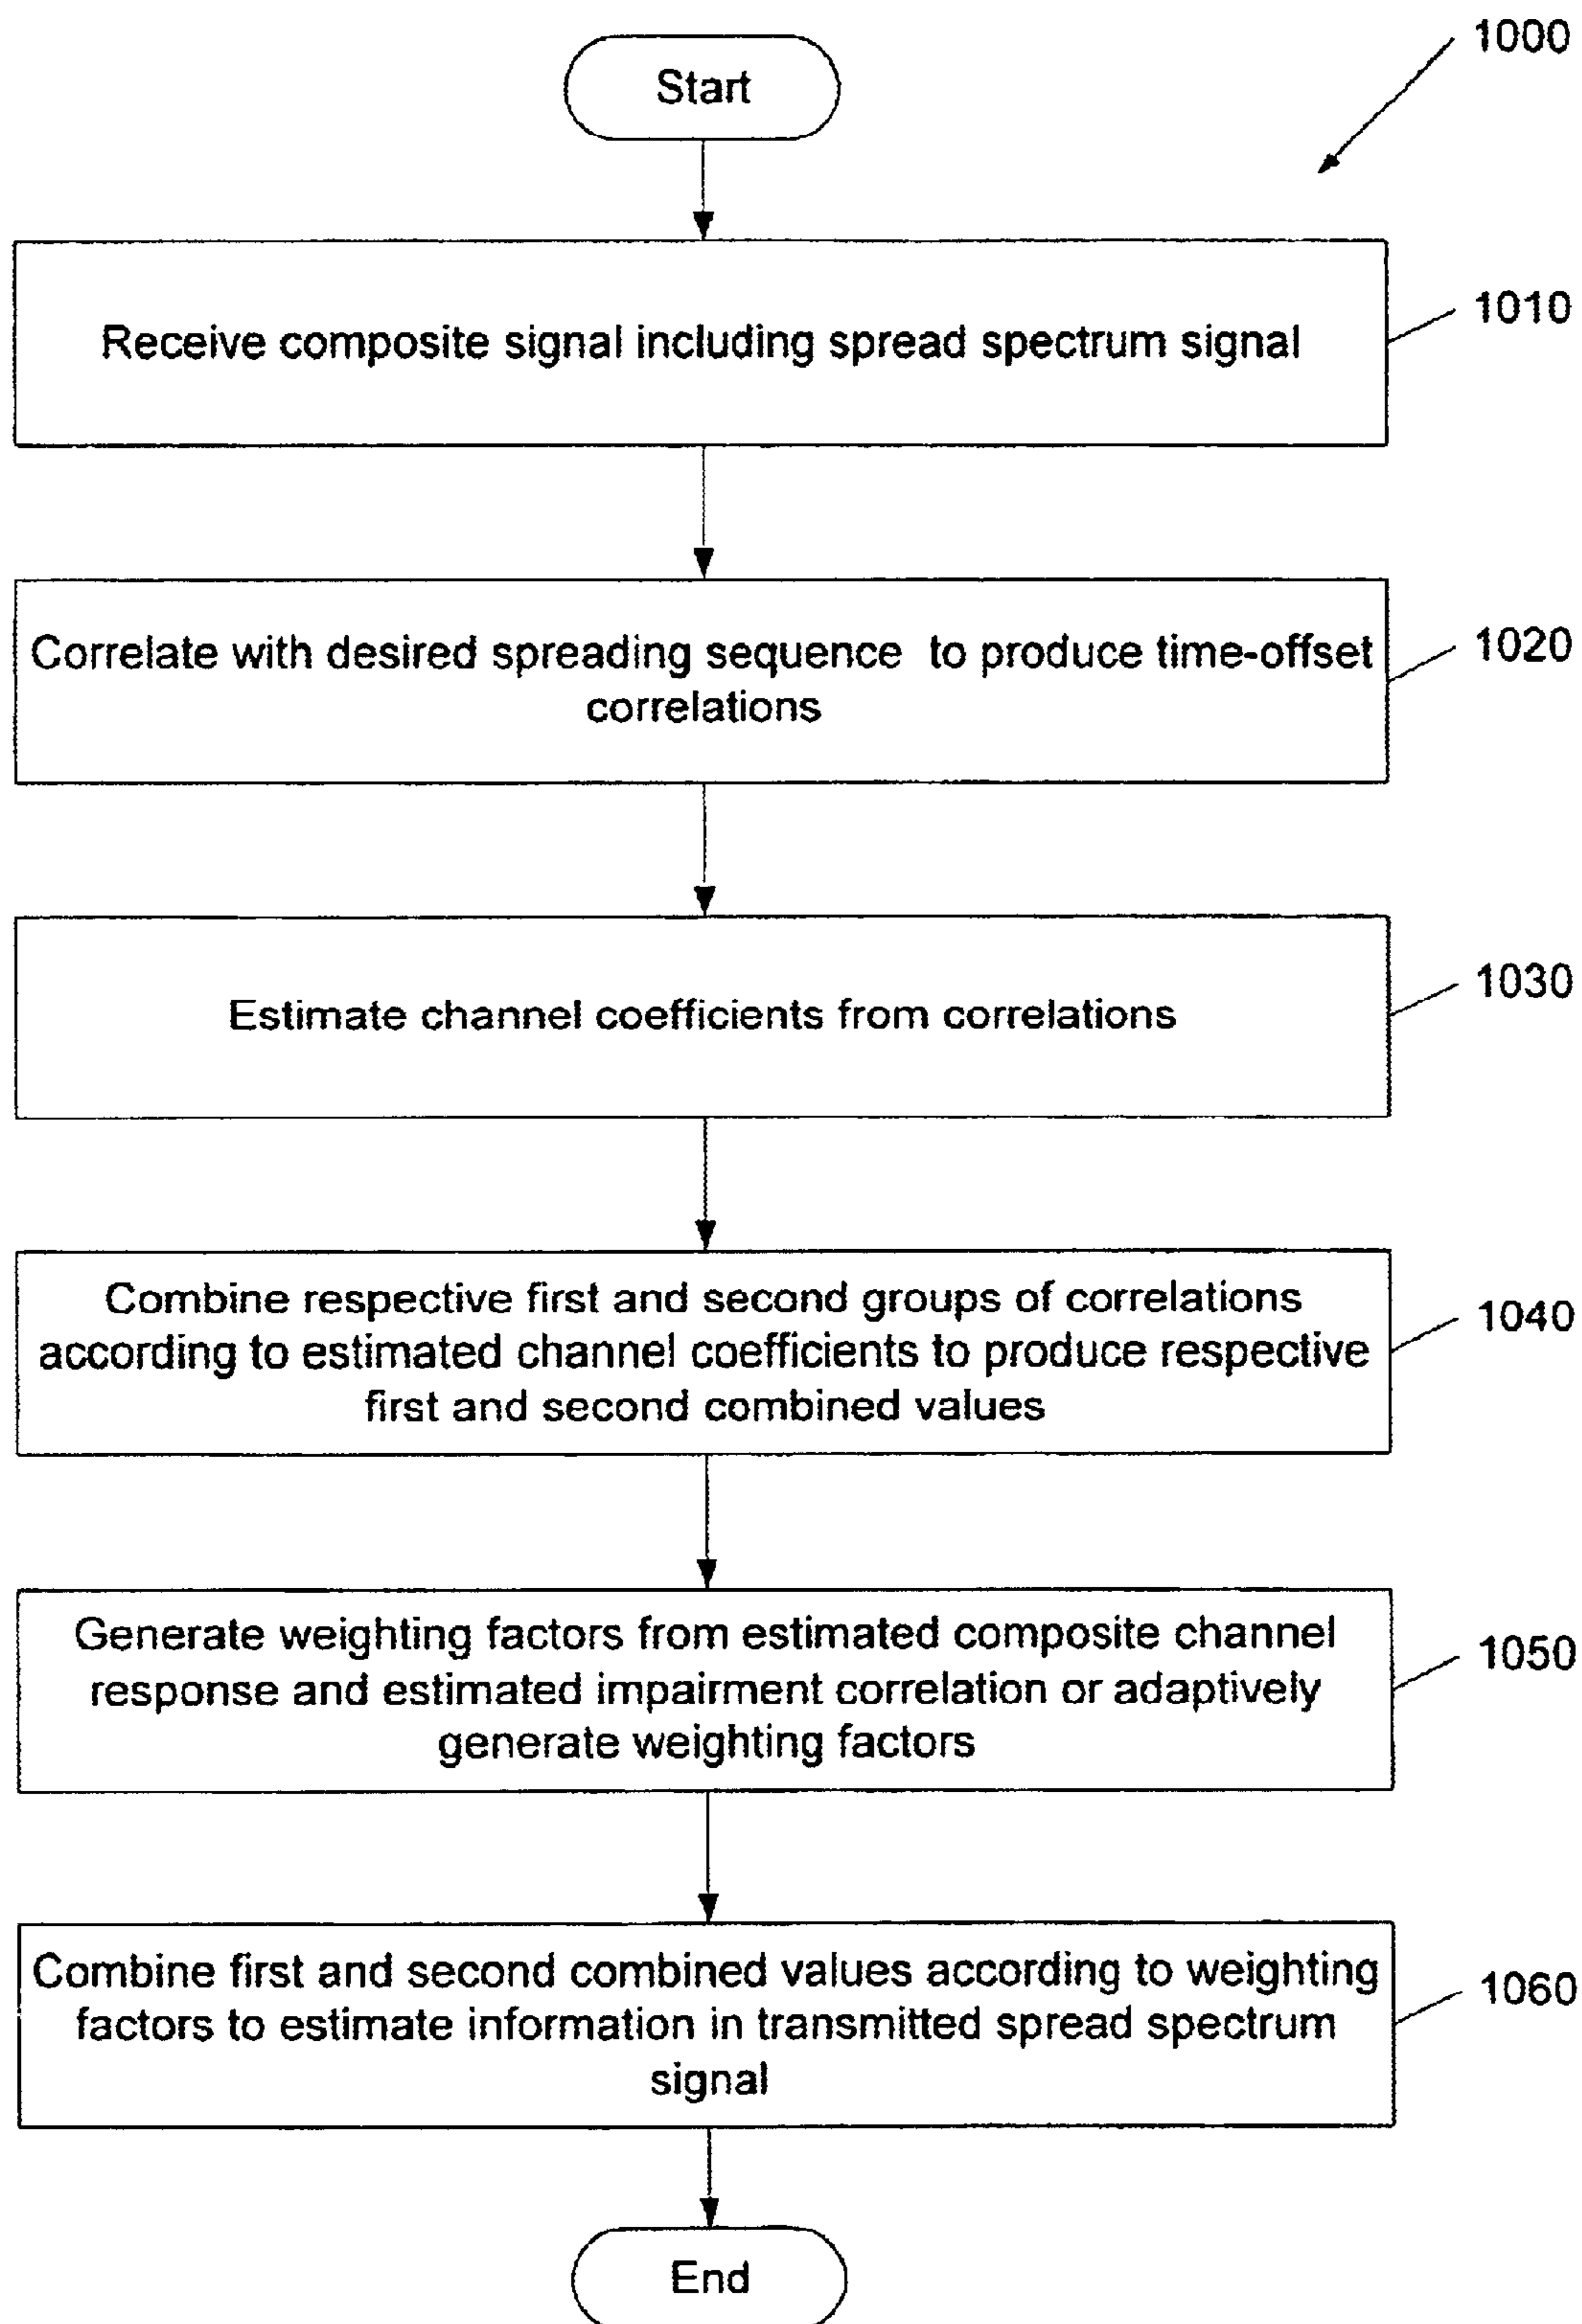 1000
Start
Receive composite signal including spread spectrum signal
1010
Correlate with desired spreading sequence to produce time-offset
correlations
1020
Estimate channel coefficients from correlations
1030
Combine respective first and second groups of correlations
according to estimated channel coefficients to produce respective
first and second combined values
1040
Generate weighting factors from estimated composite channel
response and estimated impairment correlation or adaptively
generate weighting factors
1050
Combine first and second combined values according to weighting
factors to estimate information in transmitted spread spectrum
signal
1060
End